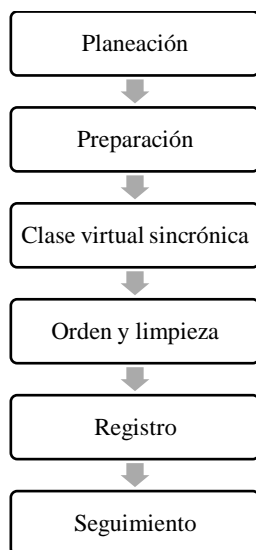 Planeación
Preparación
Clase virtual sincrónica
Orden y limpieza
Registro
Seguimiento